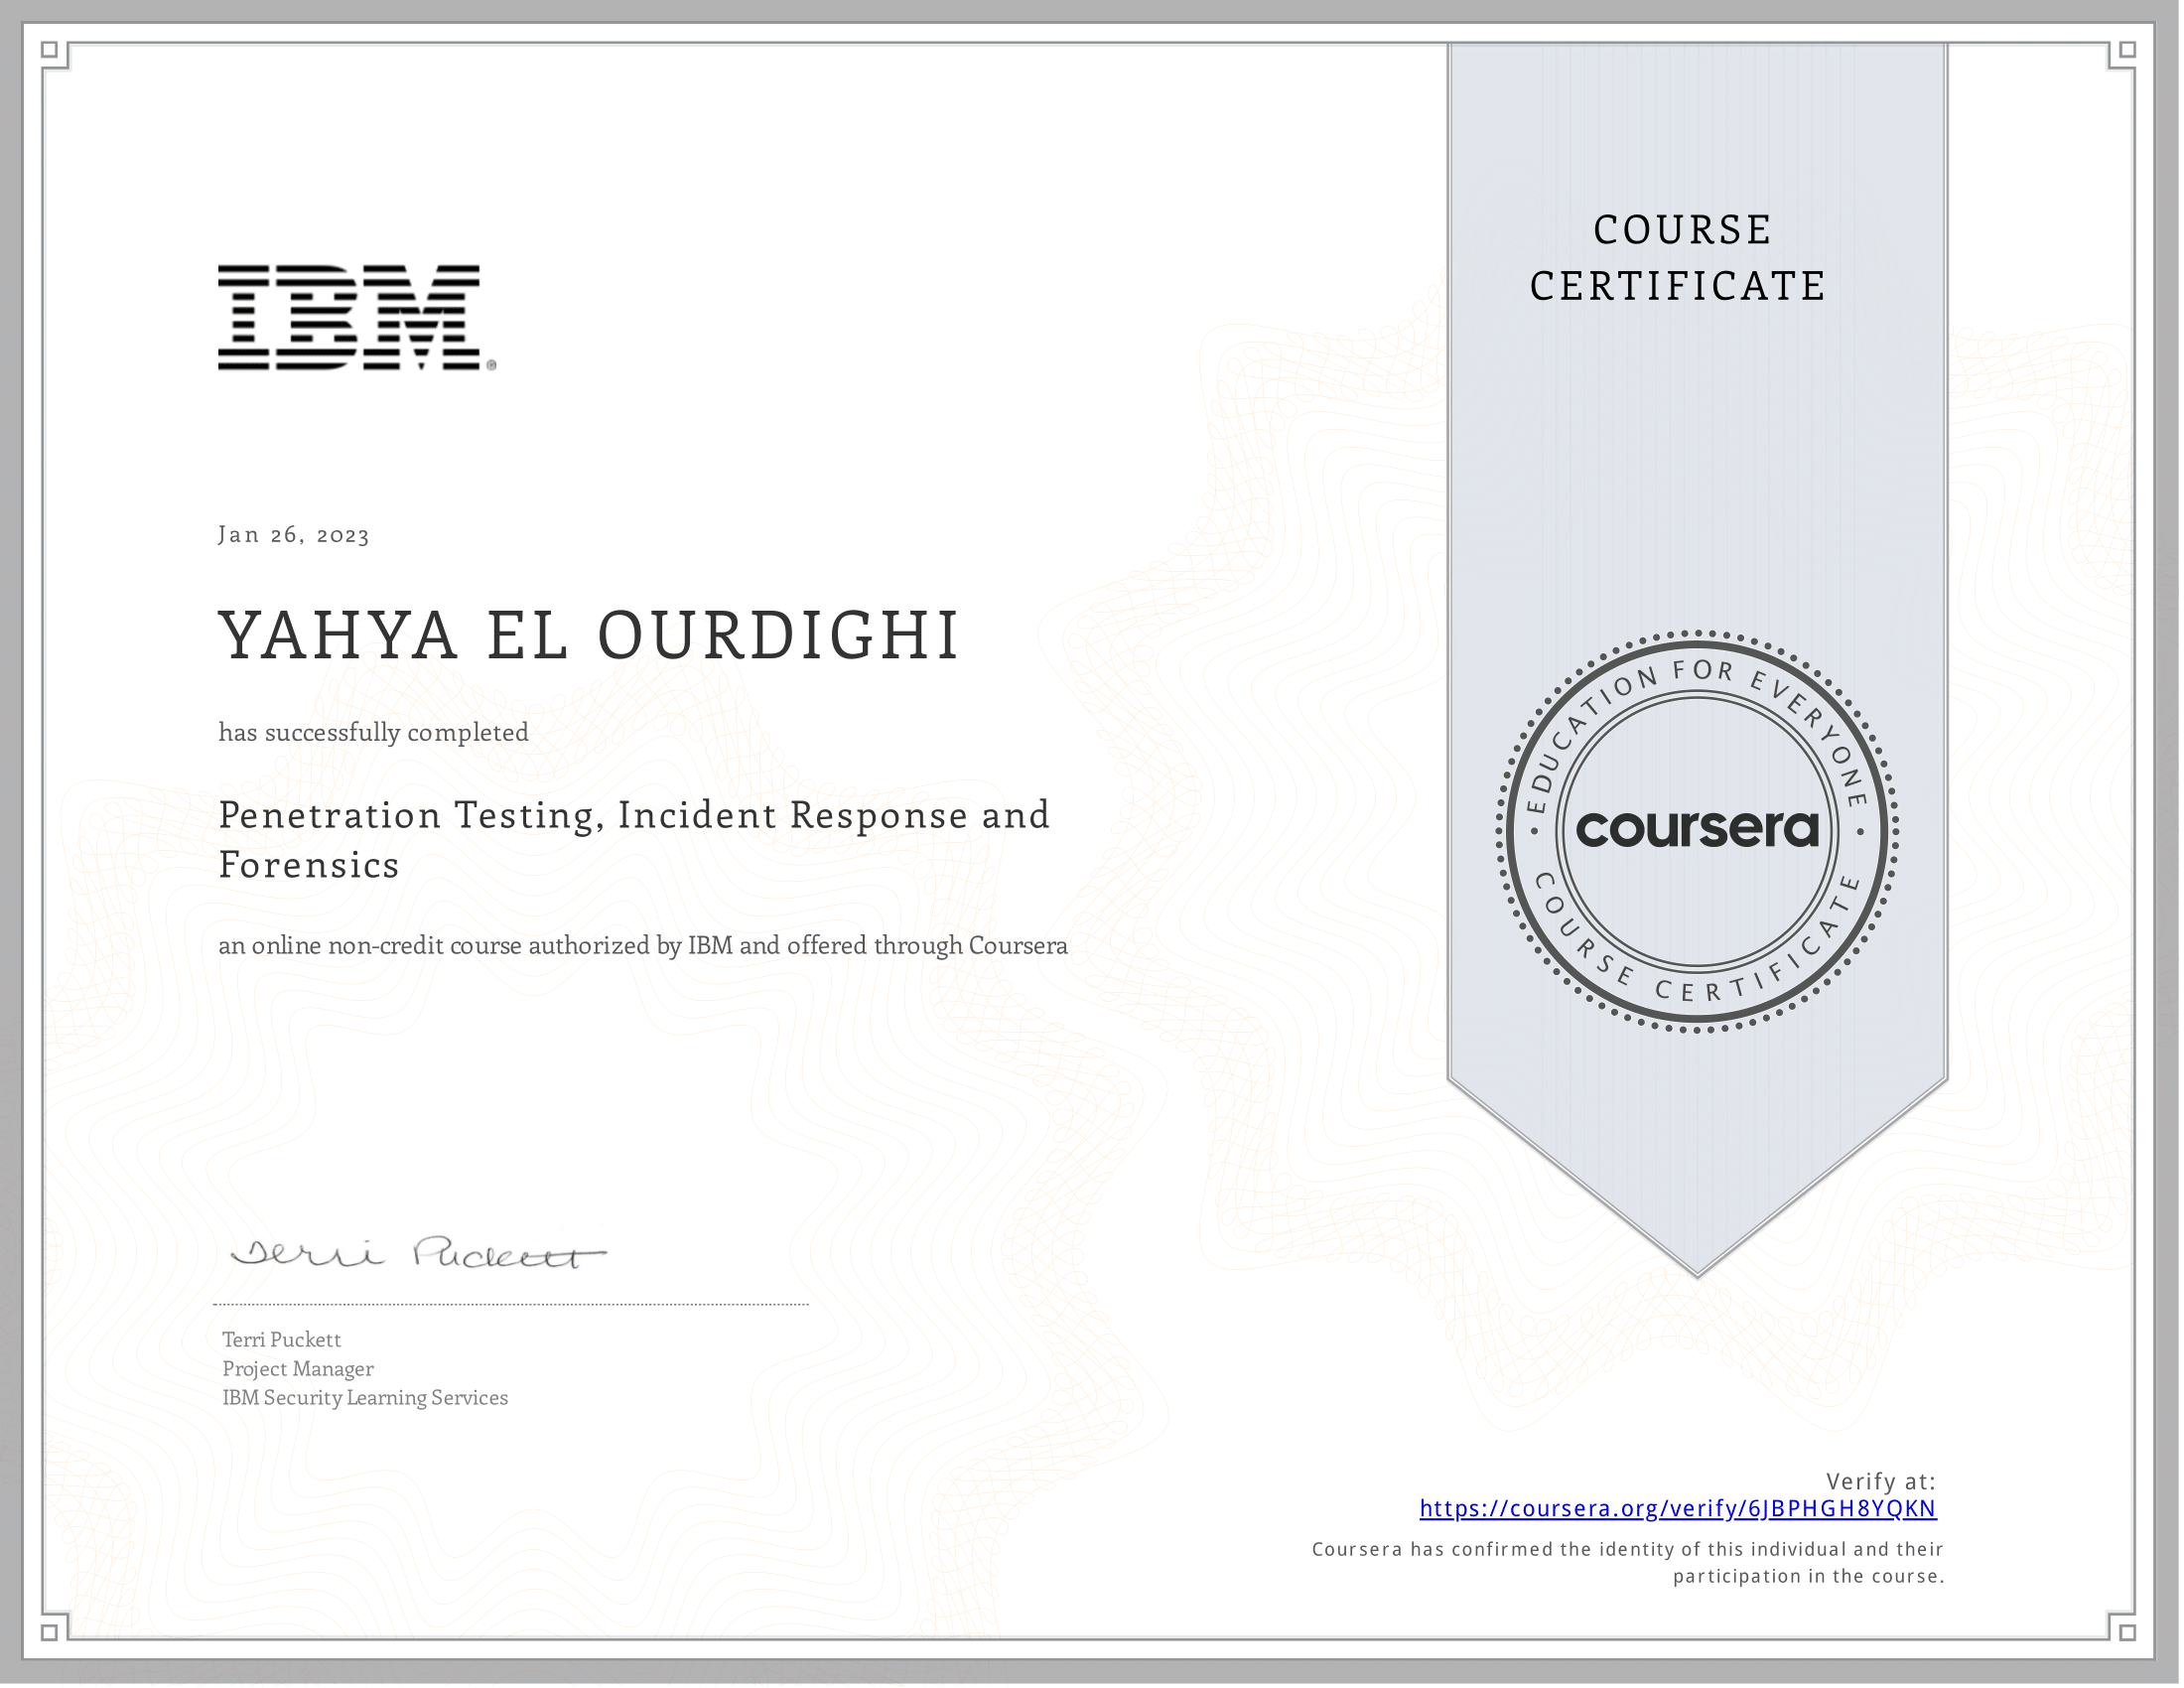 IBM®
COURSE
CERTIFICATE
Jan 26, 2023
YAHYA EL OURDIGHI
has successfully completed
Penetration Testing, Incident Response and
Forensics
an online non-credit course authorized by IBM and offered through Coursera
• EDUCATION FOR EVERYONE •
coursera
COURSE CERTIFICATE
Terri Puckett
Terri Puckett
Project Manager
IBM Security Learning Services
Verify at:
https://coursera.org/verify/6JBPHGH8YQKN
Coursera has confirmed the identity of this individual and their
participation in the course.